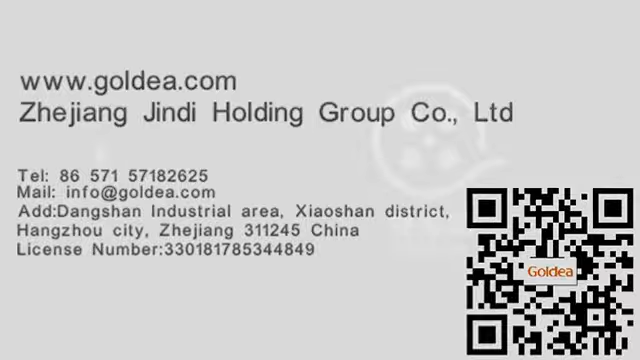 www.goldea.com
Zhejiang Jindi Holding Group Co., Ltd
Tel: 86 571 57182625
Mail: info@goldea.com
Add:Dangshan Industrial area, Xiaoshan district,
Hangzhou city, Zhejiang 311245 China
License Number:330181785344849
Goldea